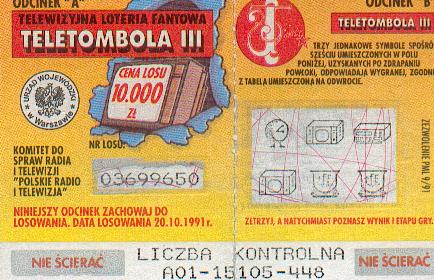 ODCINEK "A"
TELEWIZYJNA LOTERIA FANTOWA
TELETOMBOLA III
CENA LOSU
10.000
ZŁ
URZĄD WOJEWÓDZKI
w Warszawie
NR LOSU:
KOMITET DO
SPRAW RADIA
I TELEWIZJI
"POLSKIE RADIO
I TELEWIZJA"
03699650
NINIEJSZY ODCINEK ZACHOWAJ DO
LOSOWANIA. DATA LOSOWANIA 20.10.1991r.
ODCINEK "B"
TELETOMBOLA III
TRZY JEDNAKOWE SYMBOLE SPOŚRÓ
SZEŚCIU UMIESZCZONYCH W POLU
PONIŻEJ, UZYSKANYCH PO ZDRAPANIU
POWŁOKI, ODPOWIADAJĄ WYGRANEJ, ZGODN
Z TABELĄ UMIESZCZONĄ NA ODWROCIE.
ZEZWOLENIE PWŁ 9/91
ZETRZYJ, A NATYCHMIAST POZNASZ WYNIK I ETAPU GRY.
NIE ŚCIERAĆ
LICZBA KONTROLNA
A01-15105-448
NIE ŚCIERAĆ